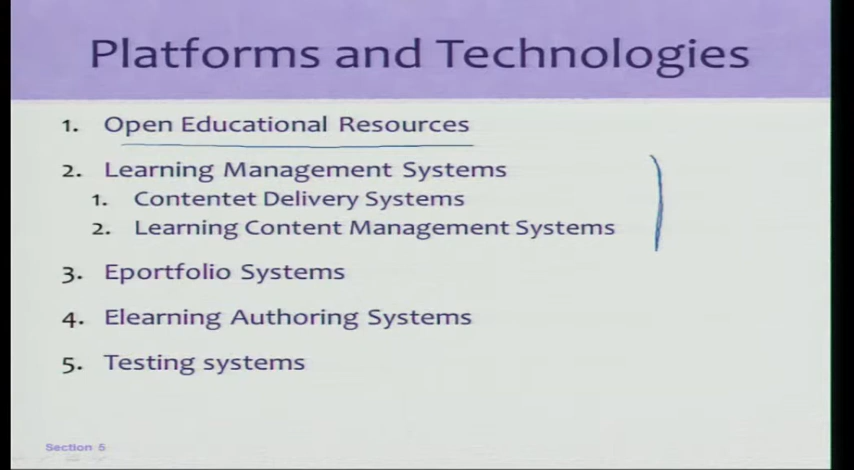 Platforms and Technologies
1. Open Educational Resources
2. Learning Management Systems
1. Contentet Delivery Systems
2. Learning Content Management Systems
3. Eportfolio Systems
4. Elearning Authoring Systems
5. Testing systems
Section 5